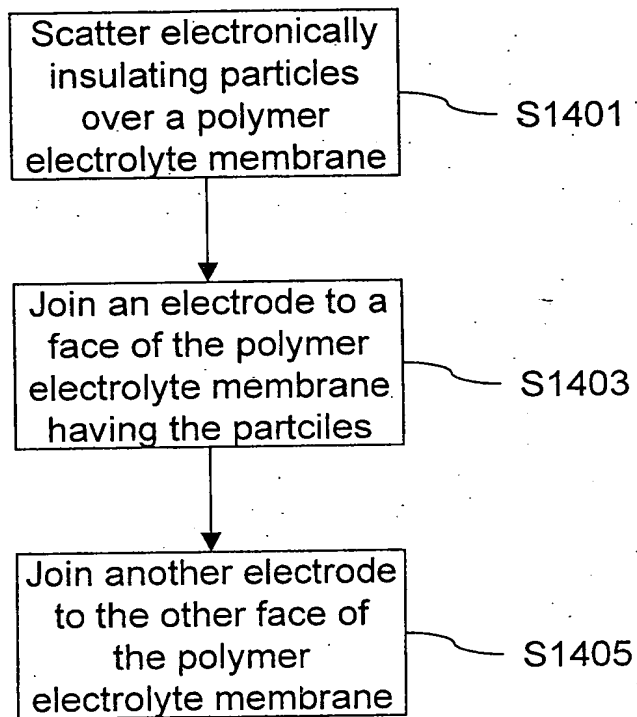 Scatter electronically
insulating particles
over a polymer
electrolyte membrane
S1401
Join an electrode to a
face of the polymer
electrolyte membrane
having the partciles
S1403
Join another electrode
to the other face of
the polymer
electrolyte membrane
S1405